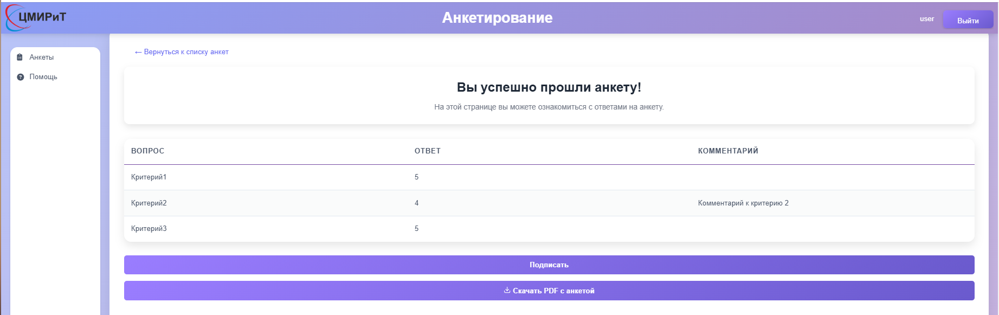 ЦМИРиТ
Анкетирование
user
Выйти
Анкеты
Помощь
← Вернуться к списку анкет
Вы успешно прошли анкету!
На этой странице вы можете ознакомиться с ответами на анкету.
ВОПРОС ОТВЕТ КОММЕНТАРИЙ
Критерий1 5
Критерий2 4 Комментарий к критерию 2
Критерий3 5
Подписать
Скачать PDF с анкетой